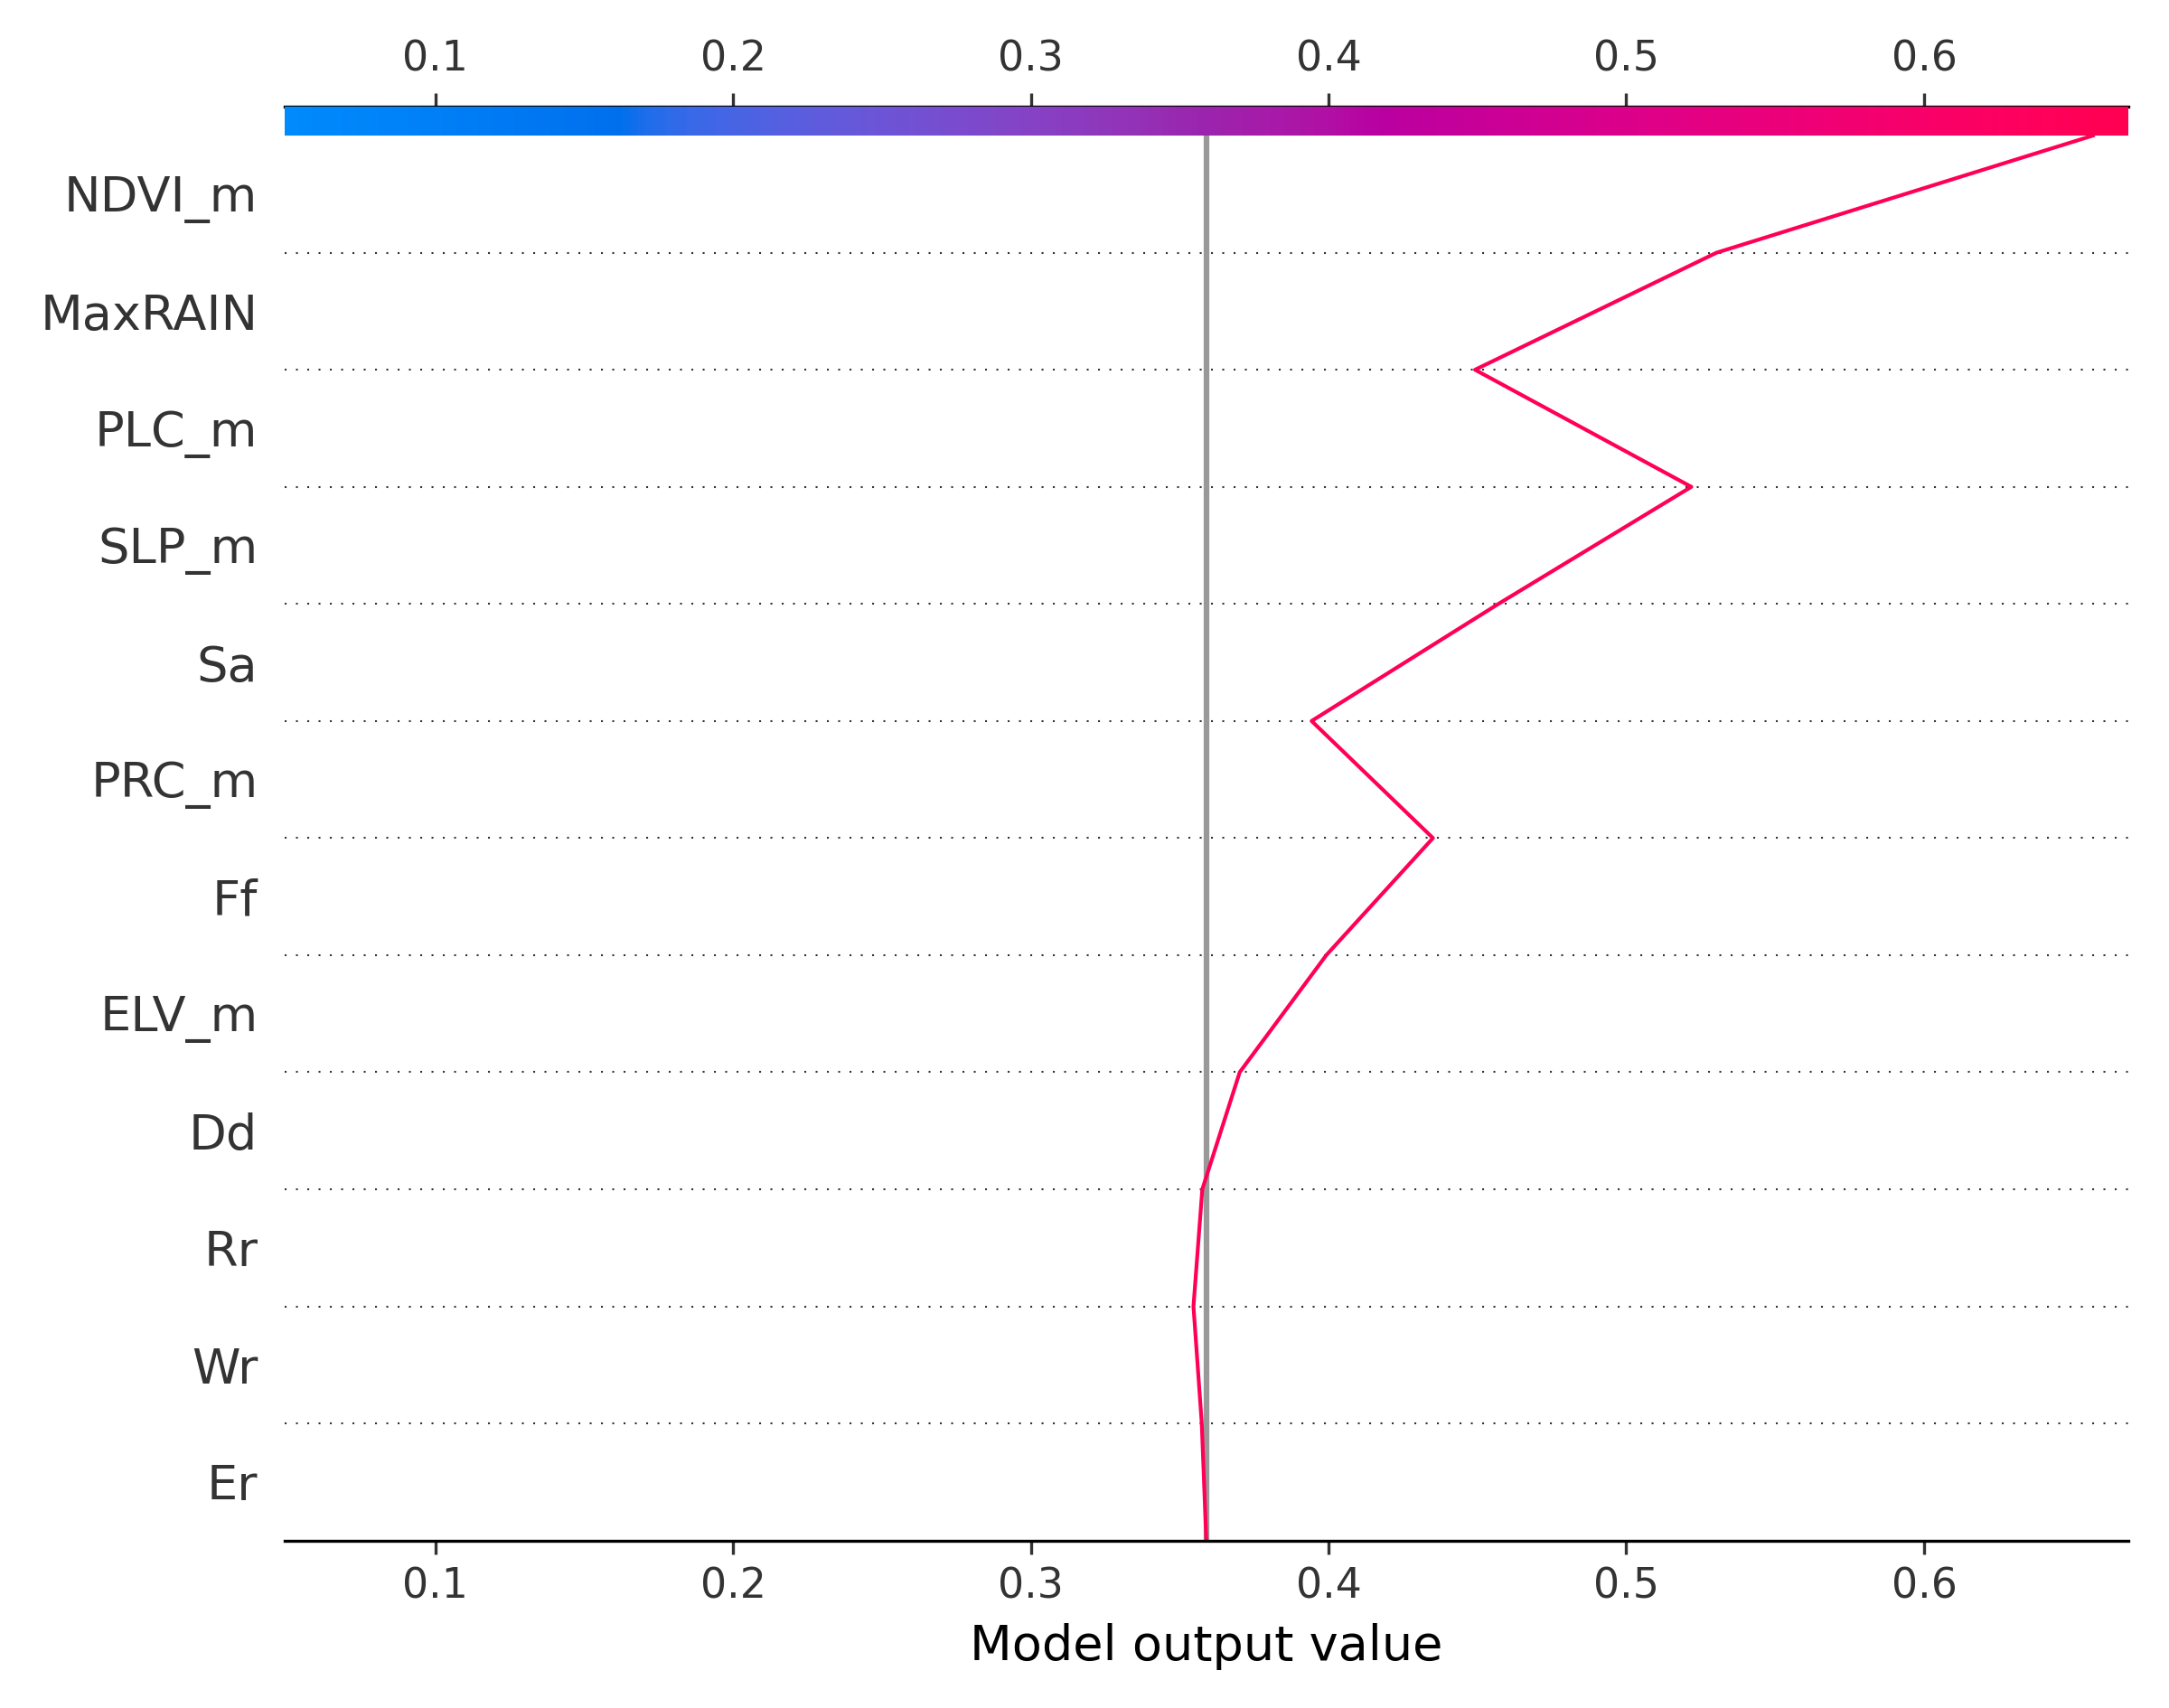 0.1 0.2 0.3 0.4 0.5 0.6
NDVI_m
MaxRAIN
PLC_m
SLP_m
Sa
PRC_m
Ff
ELV_m
Dd
Rr
Wr
Er
0.1 0.2 0.3 0.4 0.5 0.6
Model output value